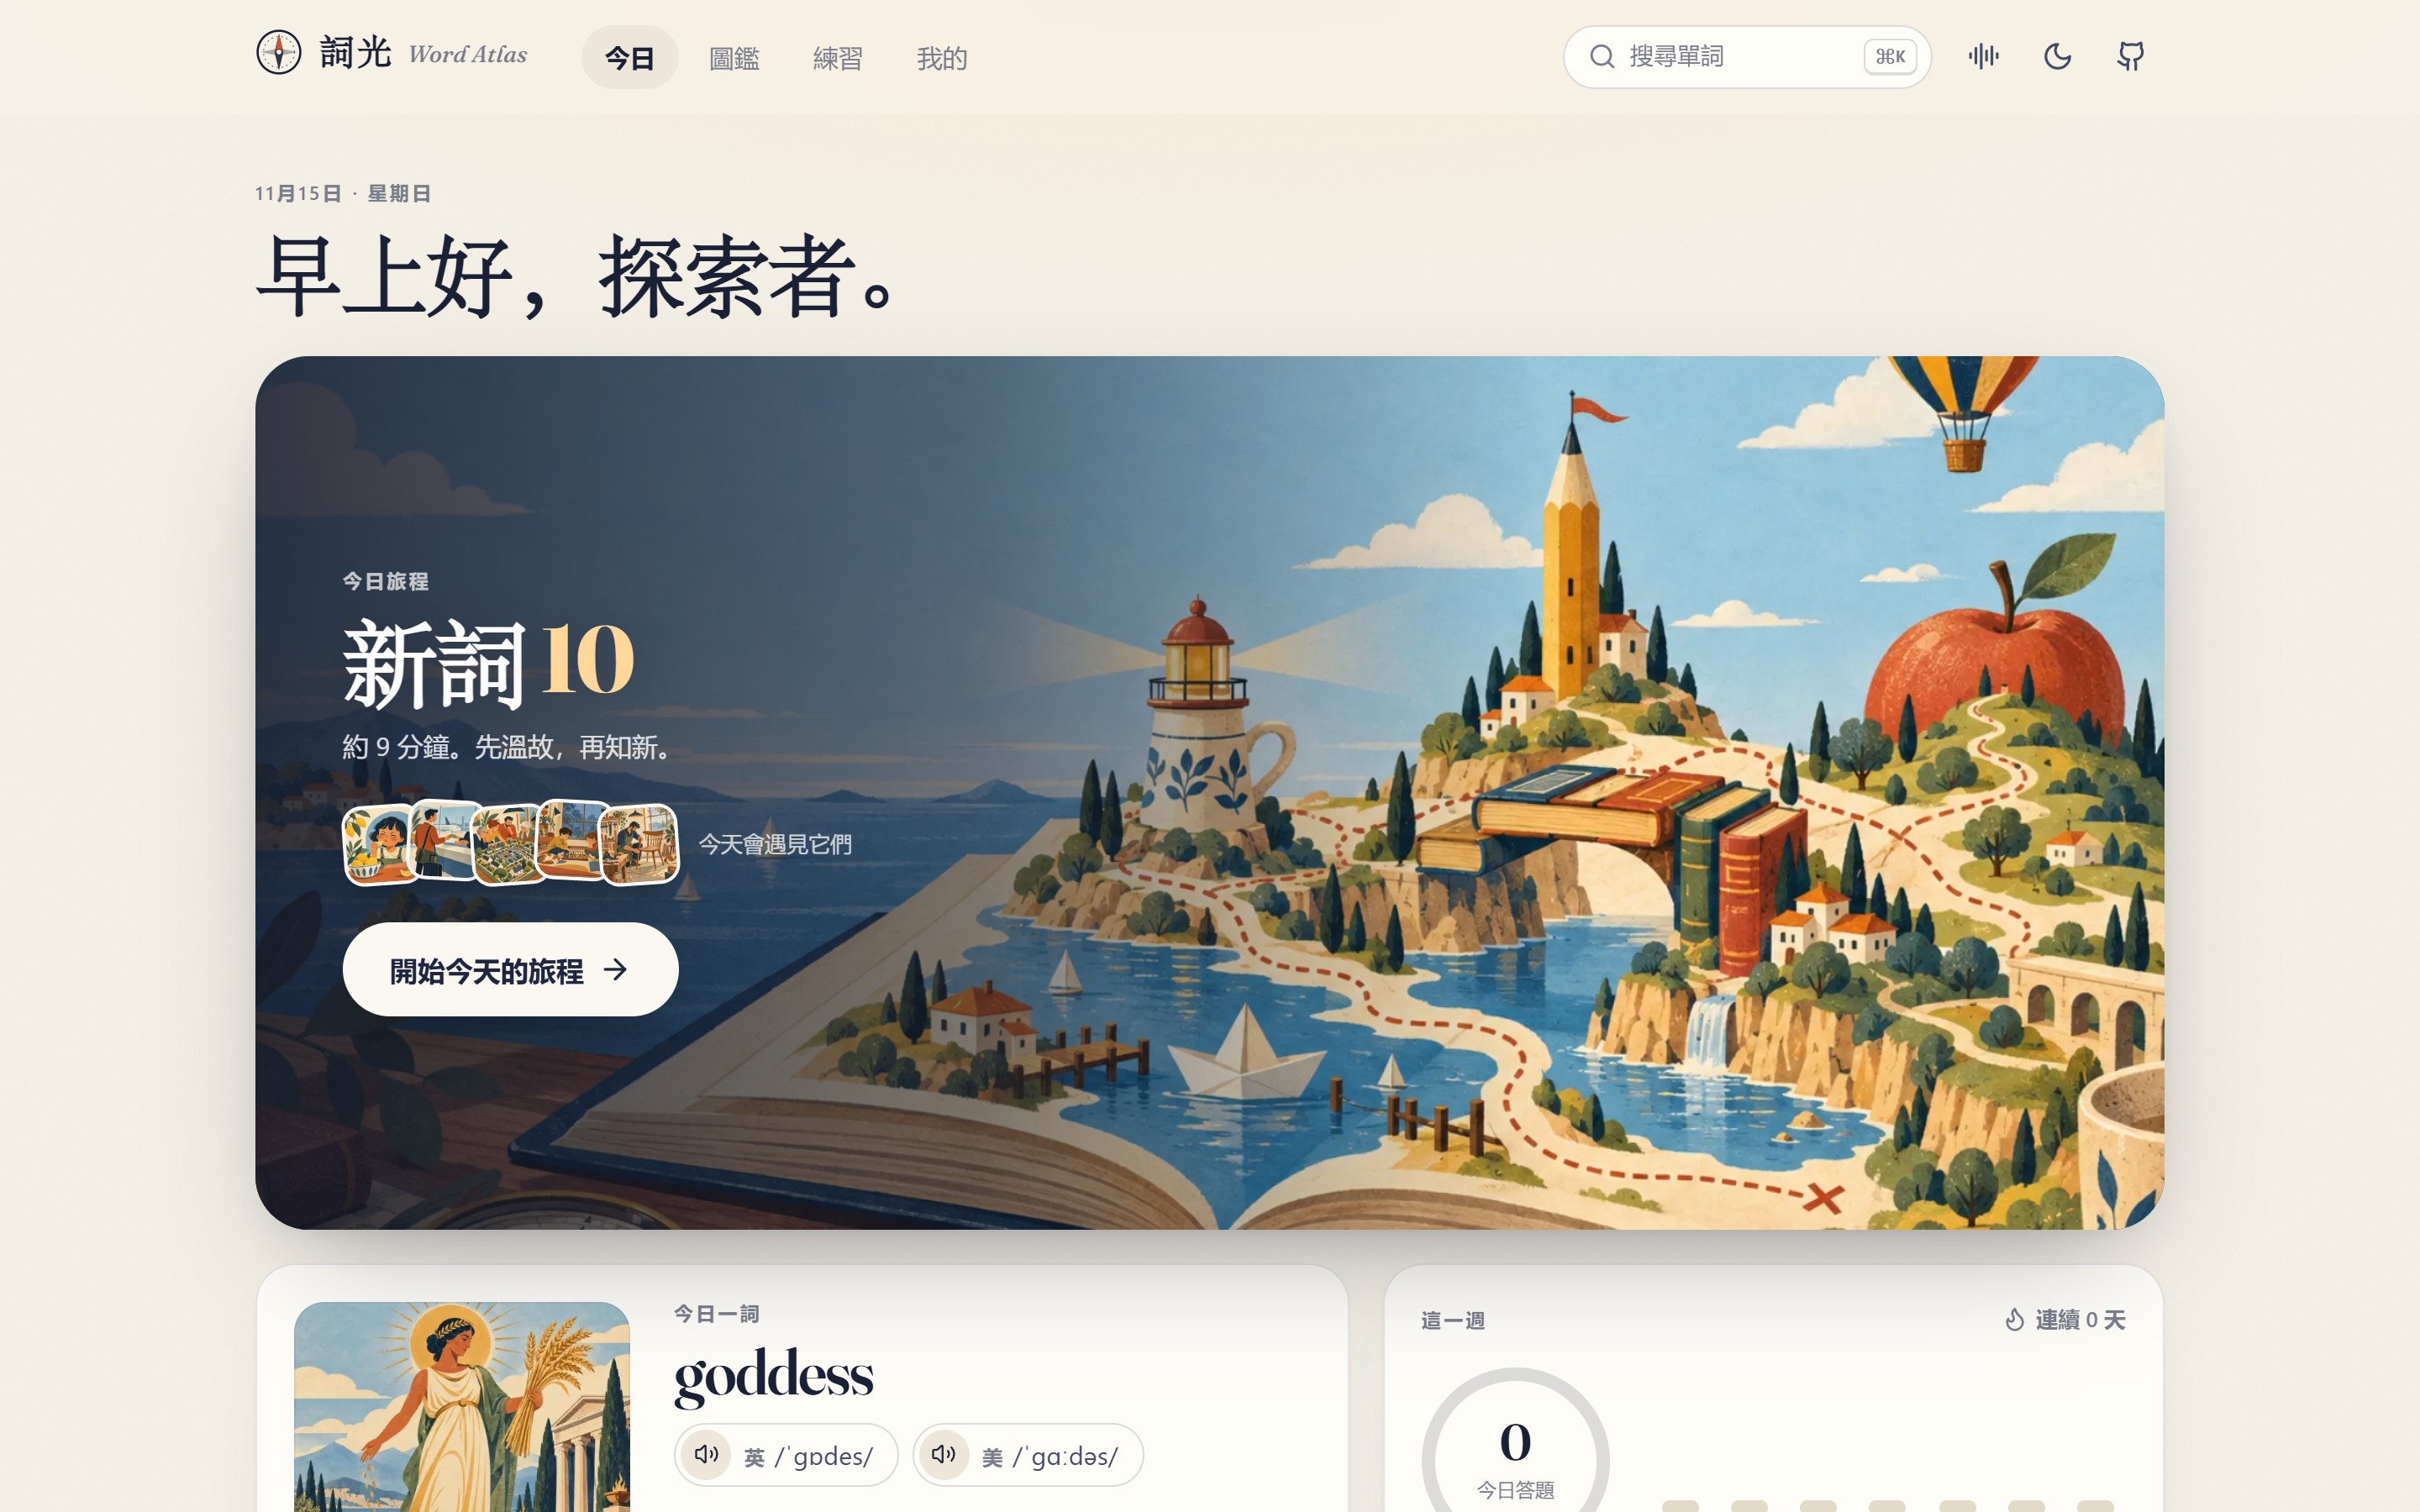 詞光 Word Atlas 今日 圖鑑 練習 我的 搜尋單詞 ⌘K
11月15日 · 星期日
早上好，探索者。
今日旅程
新詞 10
約 9 分鐘。先溫故，再知新。
今天會遇見它們
開始今天的旅程 →
今日一詞
goddess
英 /ˈɡɒdes/ 美 /ˈɡɑːdəs/
這一週 連續 0 天
0
今日答題